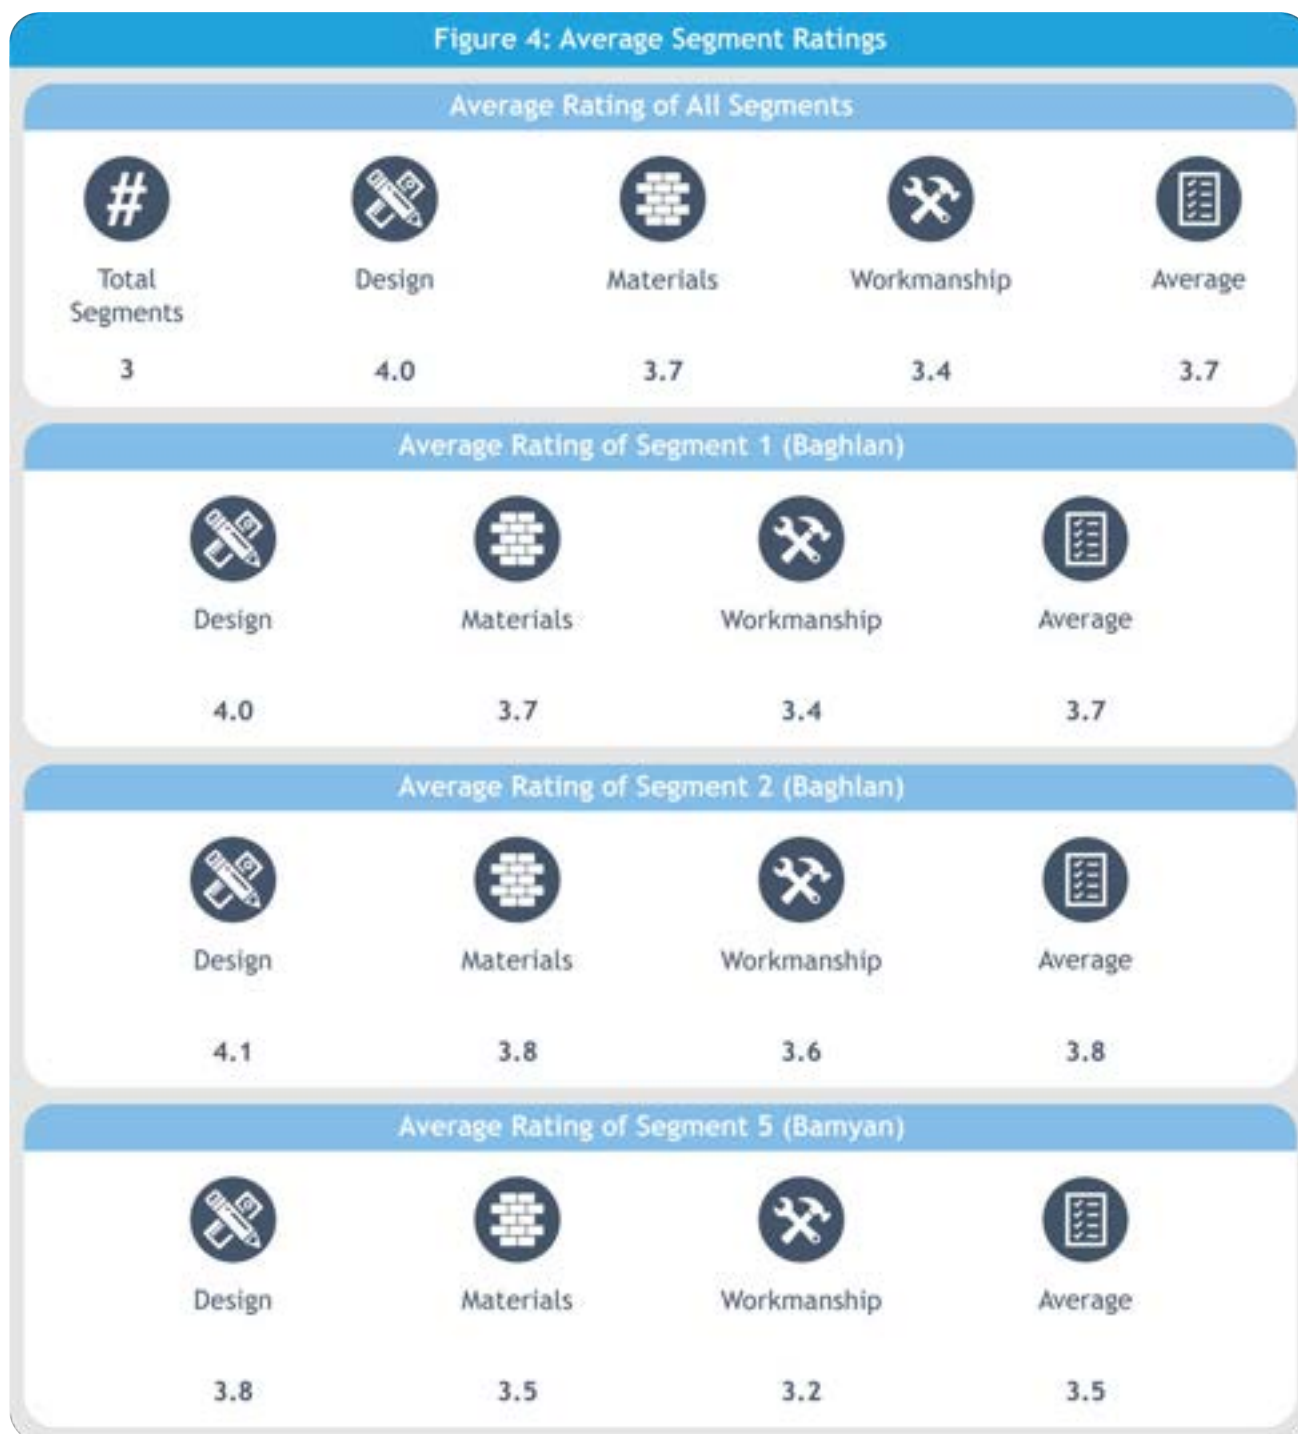 Figure 4: Average Segment Ratings
Average Rating of All Segments
#
Total Segments
Design
Materials
Workmanship
Average
3
4.0
3.7
3.4
3.7
Average Rating of Segment 1 (Baghlan)
Design
Materials
Workmanship
Average
4.0
3.7
3.4
3.7
Average Rating of Segment 2 (Baghlan)
Design
Materials
Workmanship
Average
4.1
3.8
3.6
3.8
Average Rating of Segment 5 (Bamyan)
Design
Materials
Workmanship
Average
3.8
3.5
3.2
3.5